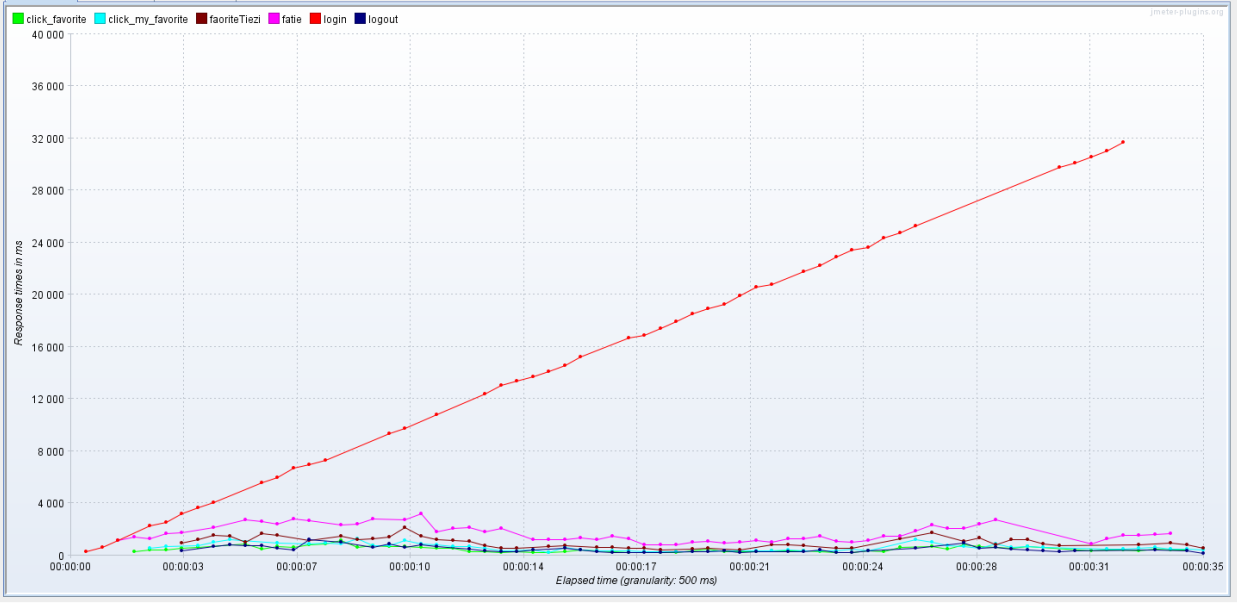 jmeter-plugins.org
click_favorite click_my_favorite faoriteTiezi fatie login logout
40 000
36 000
32 000
28 000
24 000
20 000
16 000
12 000
8 000
4 000
0
Response times in ms
00:00:00 00:00:03 00:00:07 00:00:10 00:00:14 00:00:17 00:00:21 00:00:24 00:00:28 00:00:31 00:00:35
Elapsed time (granularity: 500 ms)